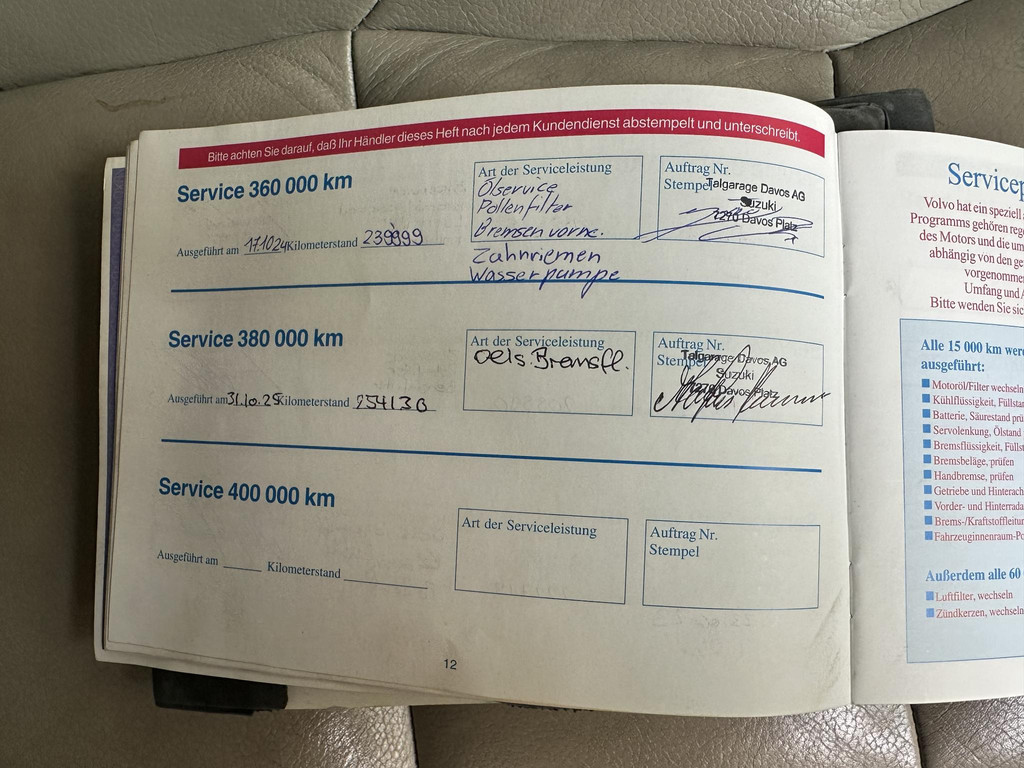 Bitte achten Sie darauf, daß Ihr Händler dieses Heft nach jedem Kundendienst abstempelt und unterschreibt.
Service 360 000 km
Ausgeführt am 17.10.24 Kilometerstand 239999
Art der Serviceleistung
Ölservice
Pollenfilter
Bremsen vorne.
Zahnriemen
Wasserpumpe
Auftrag Nr.
Stempel
Talgarage Davos AG
Suzuki
7270 Davos Platz
Service 380 000 km
Ausgeführt am 31.10.25 Kilometerstand 254130
Art der Serviceleistung
Oels. Bremsfl.
Auftrag Nr.
Stempel
Talgarage Davos AG
Suzuki
7270 Davos Platz
Service 400 000 km
Ausgeführt am Kilometerstand
Art der Serviceleistung
Auftrag Nr.
Stempel
12
Servicep
Volvo hat ein speziell
Programms gehören reg
des Motors und die um
abhängig von den ge
vorgenomme
Umfang und
Bitte wenden Sie sic
Alle 15 000 km wer
ausgeführt:
Motoröl/Filter wechseln
Kühlflüssigkeit, Füllsta
Batterie, Säurestand prü
Servolenkung, Ölstand
Bremsflüssigkeit, Fülls
Bremsbeläge, prüfen
Handbremse, prüfen
Getriebe und Hinterach
Vorder- und Hinterrada
Brems-/Kraftstoffleitun
Fahrzeuginnenraum-Po
Außerdem alle 60
Luftfilter, wechseln
Zündkerzen, wechseln